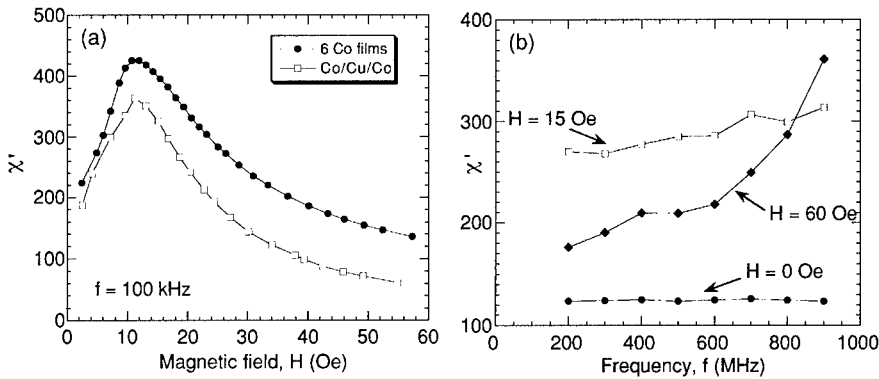 500
400
300
200
100
0
χ'
(a)
6 Co films
Co/Cu/Co
f = 100 kHz
0 10 20 30 40 50 60
Magnetic field, H (Oe)
400
300
200
100
χ'
(b)
H = 15 Oe
H = 60 Oe
H = 0 Oe
0 200 400 600 800 1000
Frequency, f (MHz)